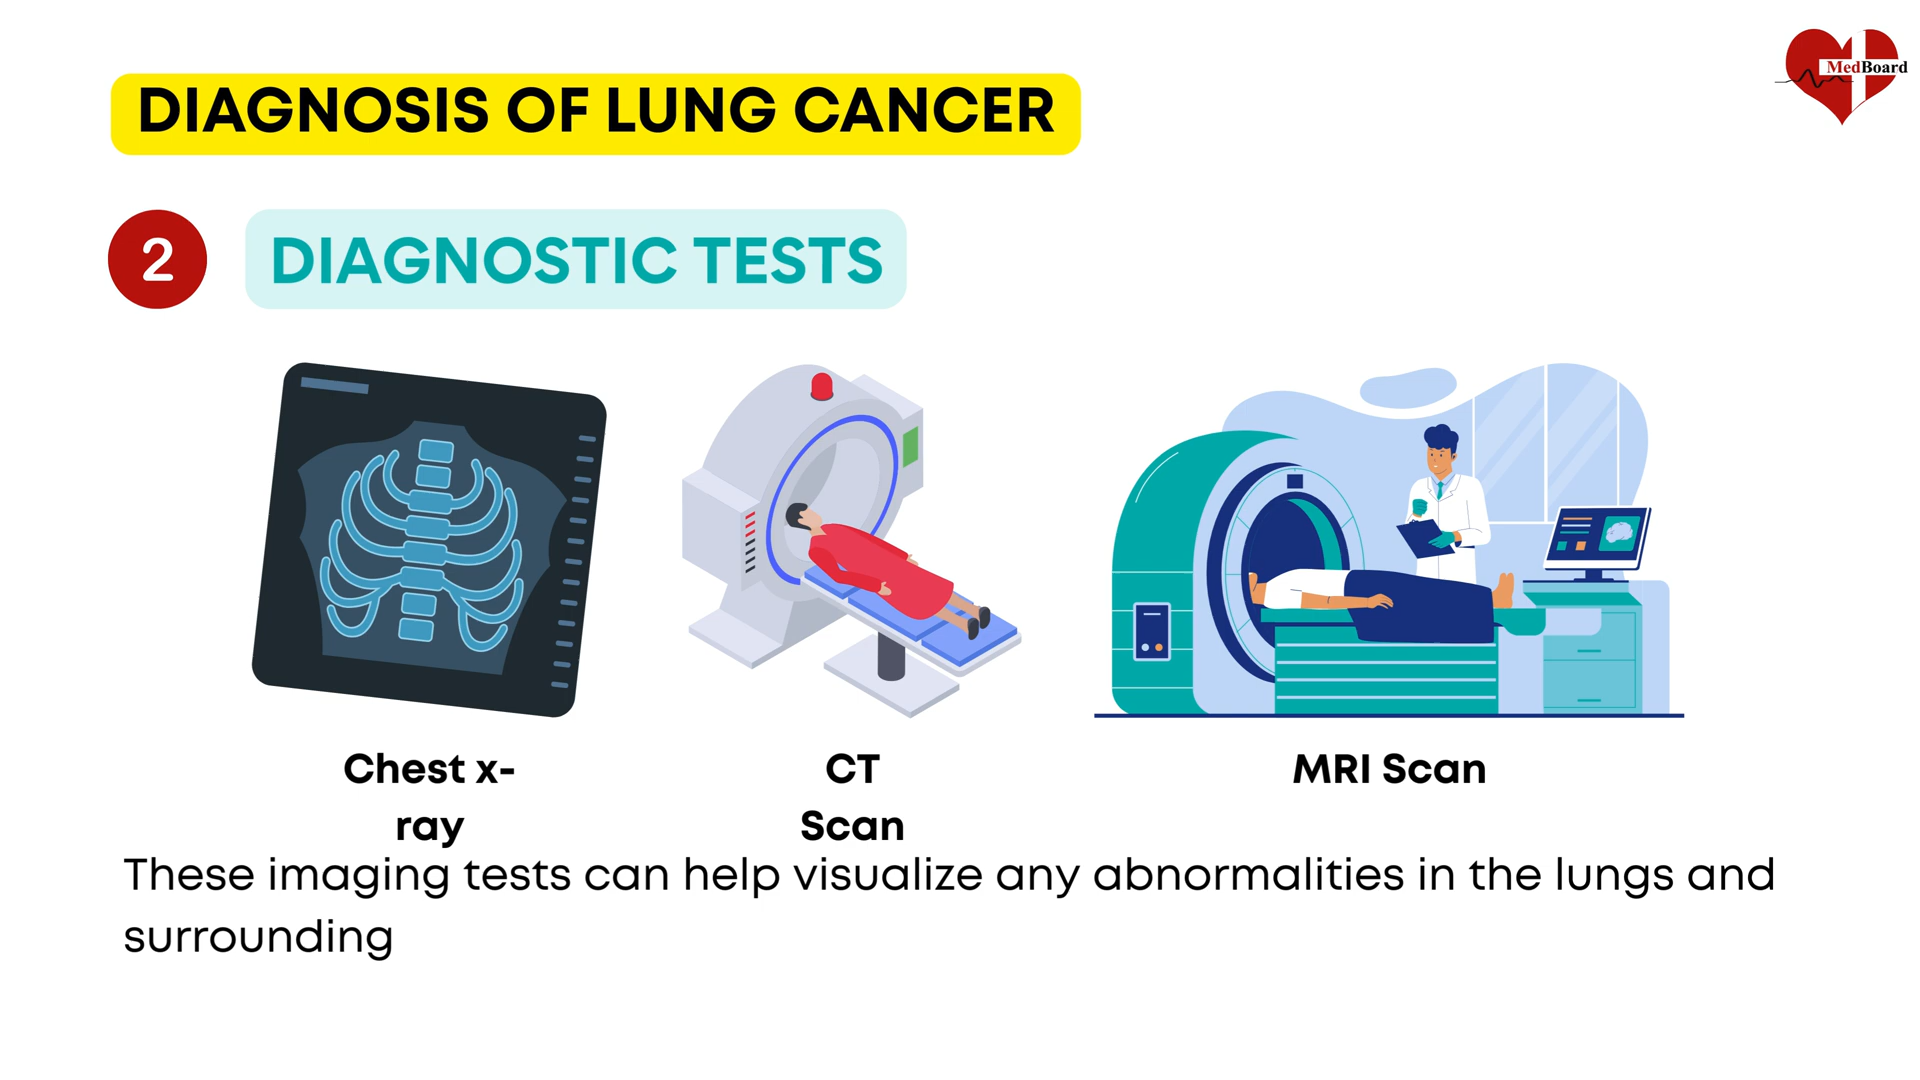 MedBoard
DIAGNOSIS OF LUNG CANCER
2
DIAGNOSTIC TESTS
Chest x-
ray
CT
Scan
MRI Scan
These imaging tests can help visualize any abnormalities in the lungs and
surrounding